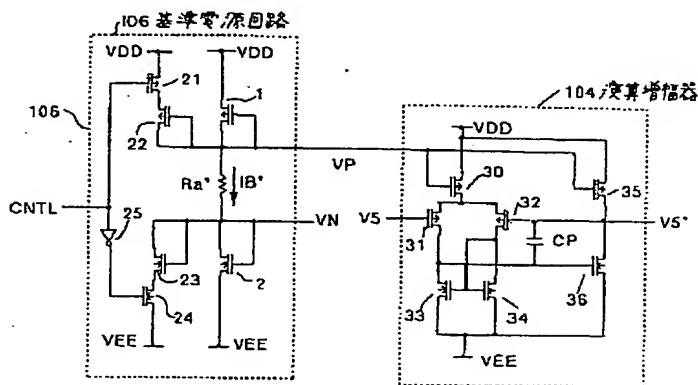 106 基準電源回路
VDD
VDD
21
1
106
22
Ra'
IB'
VP
CNTL
25
VN
23
24
2
VEE
VEE
104 演算増幅器
VDD
30
35
V5
31
32
V5'
CP
33
34
36
VEE